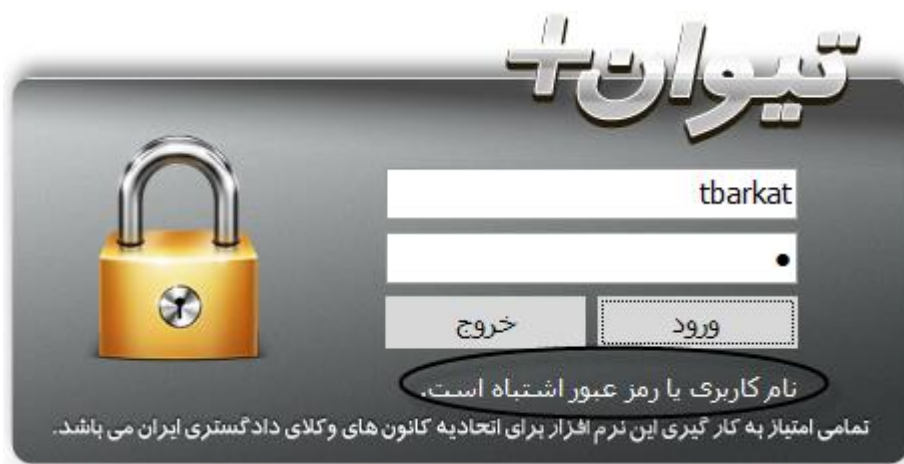 تیوان+
tbarkat
●
ورود
خروج
نام کاربری یا رمز عبور اشتباه است.
تمامی امتیاز به کار گیری این نرم افزار برای اتحادیه کانون های وکلای دادگستری ایران می باشد.